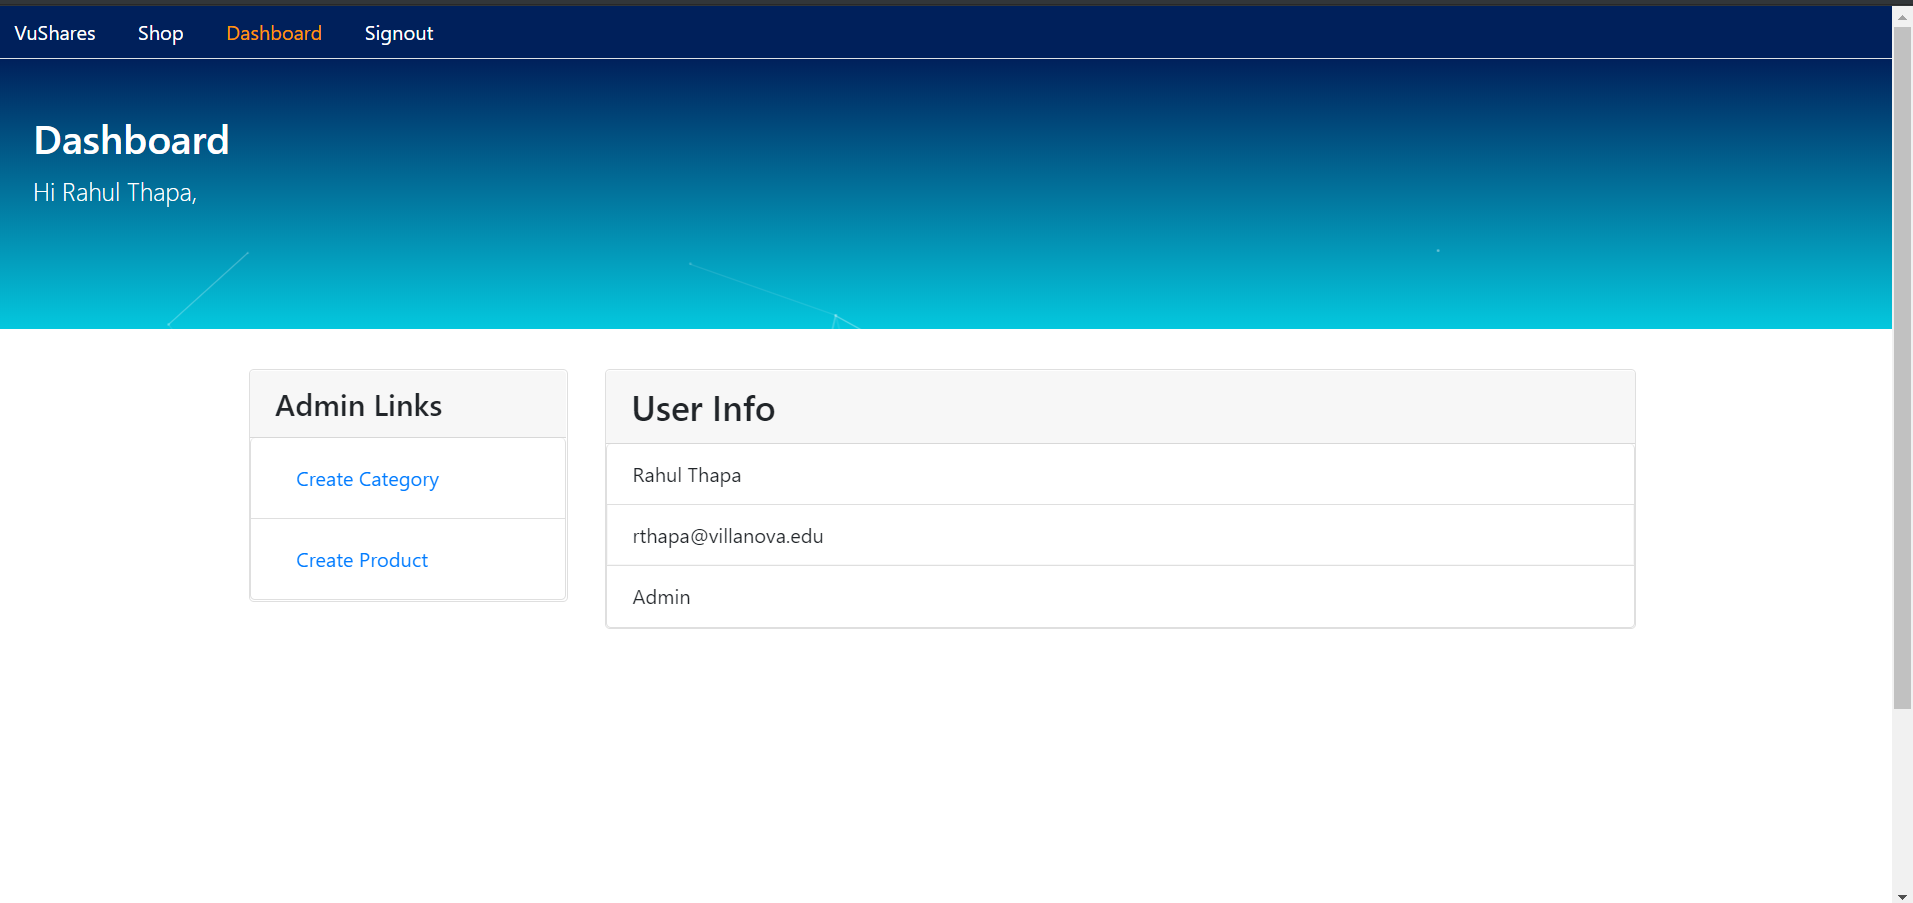 VuShares Shop Dashboard Signout
Dashboard
Hi Rahul Thapa,
Admin Links
Create Category
Create Product
User Info
Rahul Thapa
rthapa@villanova.edu
Admin